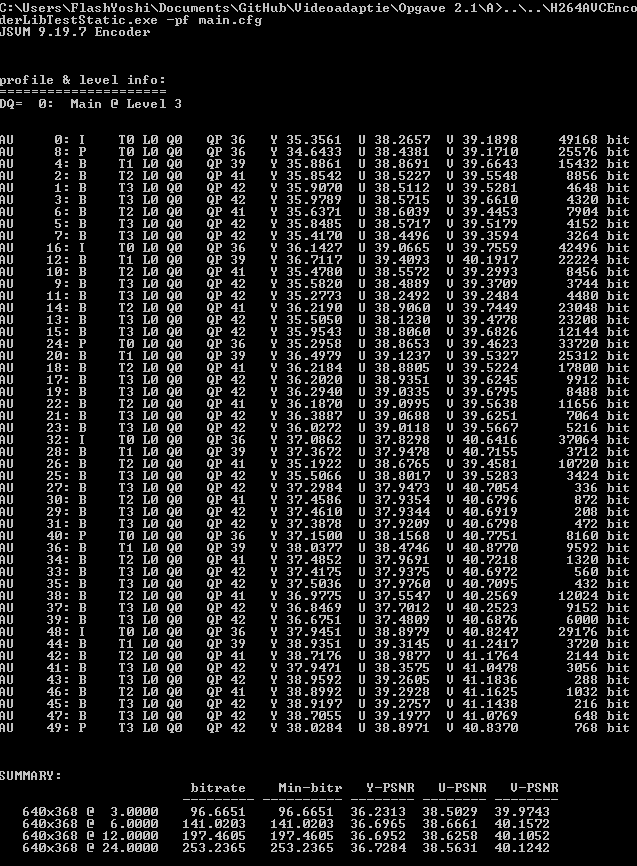 C:\Users\FlashYoshi\Documents\GitHub\Videoadaptie\Opgave 2.1\A>..\..\H264AVCEnco
derLibTestStatic.exe -pf main.cfg
JSVM 9.19.7 Encoder
profile & level info:
=====================
DQ=  0:  Main @ Level 3
AU     0: I    T0 L0 Q0   QP 36   Y 35.3561  U 38.2657  V 39.1898     49168 bit
AU     8: P    T0 L0 Q0   QP 36   Y 34.6433  U 38.4381  V 39.1710     25576 bit
AU     4: B    T1 L0 Q0   QP 39   Y 35.8861  U 38.8691  V 39.6643     15432 bit
AU     2: B    T2 L0 Q0   QP 41   Y 35.8542  U 38.5227  V 39.5548      8856 bit
AU     1: B    T3 L0 Q0   QP 42   Y 35.9070  U 38.5112  V 39.5281      4648 bit
AU     3: B    T3 L0 Q0   QP 42   Y 35.9789  U 38.5715  V 39.6610      4320 bit
AU     6: B    T2 L0 Q0   QP 41   Y 35.6371  U 38.6039  V 39.4453      7904 bit
AU     5: B    T3 L0 Q0   QP 42   Y 35.8485  U 38.5717  V 39.5179      4152 bit
AU     7: B    T3 L0 Q0   QP 42   Y 35.4170  U 38.4496  V 39.3594      3264 bit
AU    16: I    T0 L0 Q0   QP 36   Y 36.1427  U 39.0665  V 39.7559     42496 bit
AU    12: B    T1 L0 Q0   QP 39   Y 36.7117  U 39.4093  V 40.1917     22224 bit
AU    10: B    T2 L0 Q0   QP 41   Y 35.4780  U 38.5572  V 39.2993      8456 bit
AU     9: B    T3 L0 Q0   QP 42   Y 35.5820  U 38.4889  V 39.3709      3744 bit
AU    11: B    T3 L0 Q0   QP 42   Y 35.2773  U 38.2492  V 39.2484      4480 bit
AU    14: B    T2 L0 Q0   QP 41   Y 36.2190  U 38.9060  V 39.7449     23048 bit
AU    13: B    T3 L0 Q0   QP 42   Y 35.5050  U 38.1230  V 39.4778     23208 bit
AU    15: B    T3 L0 Q0   QP 42   Y 35.9543  U 38.8060  V 39.6826     12144 bit
AU    24: P    T0 L0 Q0   QP 36   Y 35.2958  U 38.8653  V 39.4623     33720 bit
AU    20: B    T1 L0 Q0   QP 39   Y 36.4979  U 39.1237  V 39.5327     25312 bit
AU    18: B    T2 L0 Q0   QP 41   Y 36.2184  U 38.8805  V 39.5224     17800 bit
AU    17: B    T3 L0 Q0   QP 42   Y 36.2020  U 38.9351  V 39.6245      9912 bit
AU    19: B    T3 L0 Q0   QP 42   Y 36.2940  U 39.0335  V 39.6795      8488 bit
AU    22: B    T2 L0 Q0   QP 41   Y 36.1870  U 39.0995  V 39.5638     11656 bit
AU    21: B    T3 L0 Q0   QP 42   Y 36.3887  U 39.0688  V 39.6251      7064 bit
AU    23: B    T3 L0 Q0   QP 42   Y 36.0272  U 39.0118  V 39.5667      5216 bit
AU    32: I    T0 L0 Q0   QP 36   Y 37.0862  U 37.8298  V 40.6416     37064 bit
AU    28: B    T1 L0 Q0   QP 39   Y 37.3672  U 37.9478  V 40.7155      3712 bit
AU    26: B    T2 L0 Q0   QP 41   Y 35.1922  U 38.6765  V 39.4581     10720 bit
AU    25: B    T3 L0 Q0   QP 42   Y 35.5066  U 38.8017  V 39.5283      3424 bit
AU    27: B    T3 L0 Q0   QP 42   Y 37.2984  U 37.9473  V 40.7054       336 bit
AU    30: B    T2 L0 Q0   QP 41   Y 37.4586  U 37.9354  V 40.6796       872 bit
AU    29: B    T3 L0 Q0   QP 42   Y 37.4610  U 37.9344  V 40.6919       208 bit
AU    31: B    T3 L0 Q0   QP 42   Y 37.3878  U 37.9209  V 40.6798       472 bit
AU    40: P    T0 L0 Q0   QP 36   Y 37.1500  U 38.1568  V 40.7751      8160 bit
AU    36: B    T1 L0 Q0   QP 39   Y 38.0377  U 38.4746  V 40.8770      9592 bit
AU    34: B    T2 L0 Q0   QP 41   Y 37.4852  U 37.9691  V 40.7218      1320 bit
AU    33: B    T3 L0 Q0   QP 42   Y 37.4175  U 37.9375  V 40.6972       560 bit
AU    35: B    T3 L0 Q0   QP 42   Y 37.5036  U 37.9760  V 40.7095       432 bit
AU    38: B    T2 L0 Q0   QP 41   Y 36.9775  U 37.5547  V 40.2569     12024 bit
AU    37: B    T3 L0 Q0   QP 42   Y 36.8469  U 37.7012  V 40.2523      9152 bit
AU    39: B    T3 L0 Q0   QP 42   Y 36.6751  U 37.4809  V 40.6876      6000 bit
AU    48: I    T0 L0 Q0   QP 36   Y 37.9451  U 38.8979  V 40.8247     29176 bit
AU    44: B    T1 L0 Q0   QP 39   Y 38.9351  U 39.3145  V 41.2417      3720 bit
AU    42: B    T2 L0 Q0   QP 41   Y 38.7176  U 38.9877  V 41.1764      2144 bit
AU    41: B    T3 L0 Q0   QP 42   Y 37.9471  U 38.3575  V 41.0478      3056 bit
AU    43: B    T3 L0 Q0   QP 42   Y 38.9592  U 39.2605  V 41.1836       288 bit
AU    46: B    T2 L0 Q0   QP 41   Y 38.8992  U 39.2928  V 41.1625      1032 bit
AU    45: B    T3 L0 Q0   QP 42   Y 38.9197  U 39.2757  V 41.1438       216 bit
AU    47: B    T3 L0 Q0   QP 42   Y 38.7055  U 39.1977  V 41.0769       648 bit
AU    49: P    T3 L0 Q0   QP 42   Y 38.0284  U 38.8971  V 40.8370       768 bit
SUMMARY:
bitrate   Min-bitr   Y-PSNR  U-PSNR  V-PSNR
---------  ---------  -------  -------  -------
640x368 @  3.0000    96.6651    96.6651  36.2313  38.5029  39.9743
640x368 @  6.0000   141.0203   141.0203  36.6965  38.6661  40.1572
640x368 @ 12.0000   197.4605   197.4605  36.6952  38.6258  40.1052
640x368 @ 24.0000   253.2365   253.2365  36.7284  38.5631  40.1242